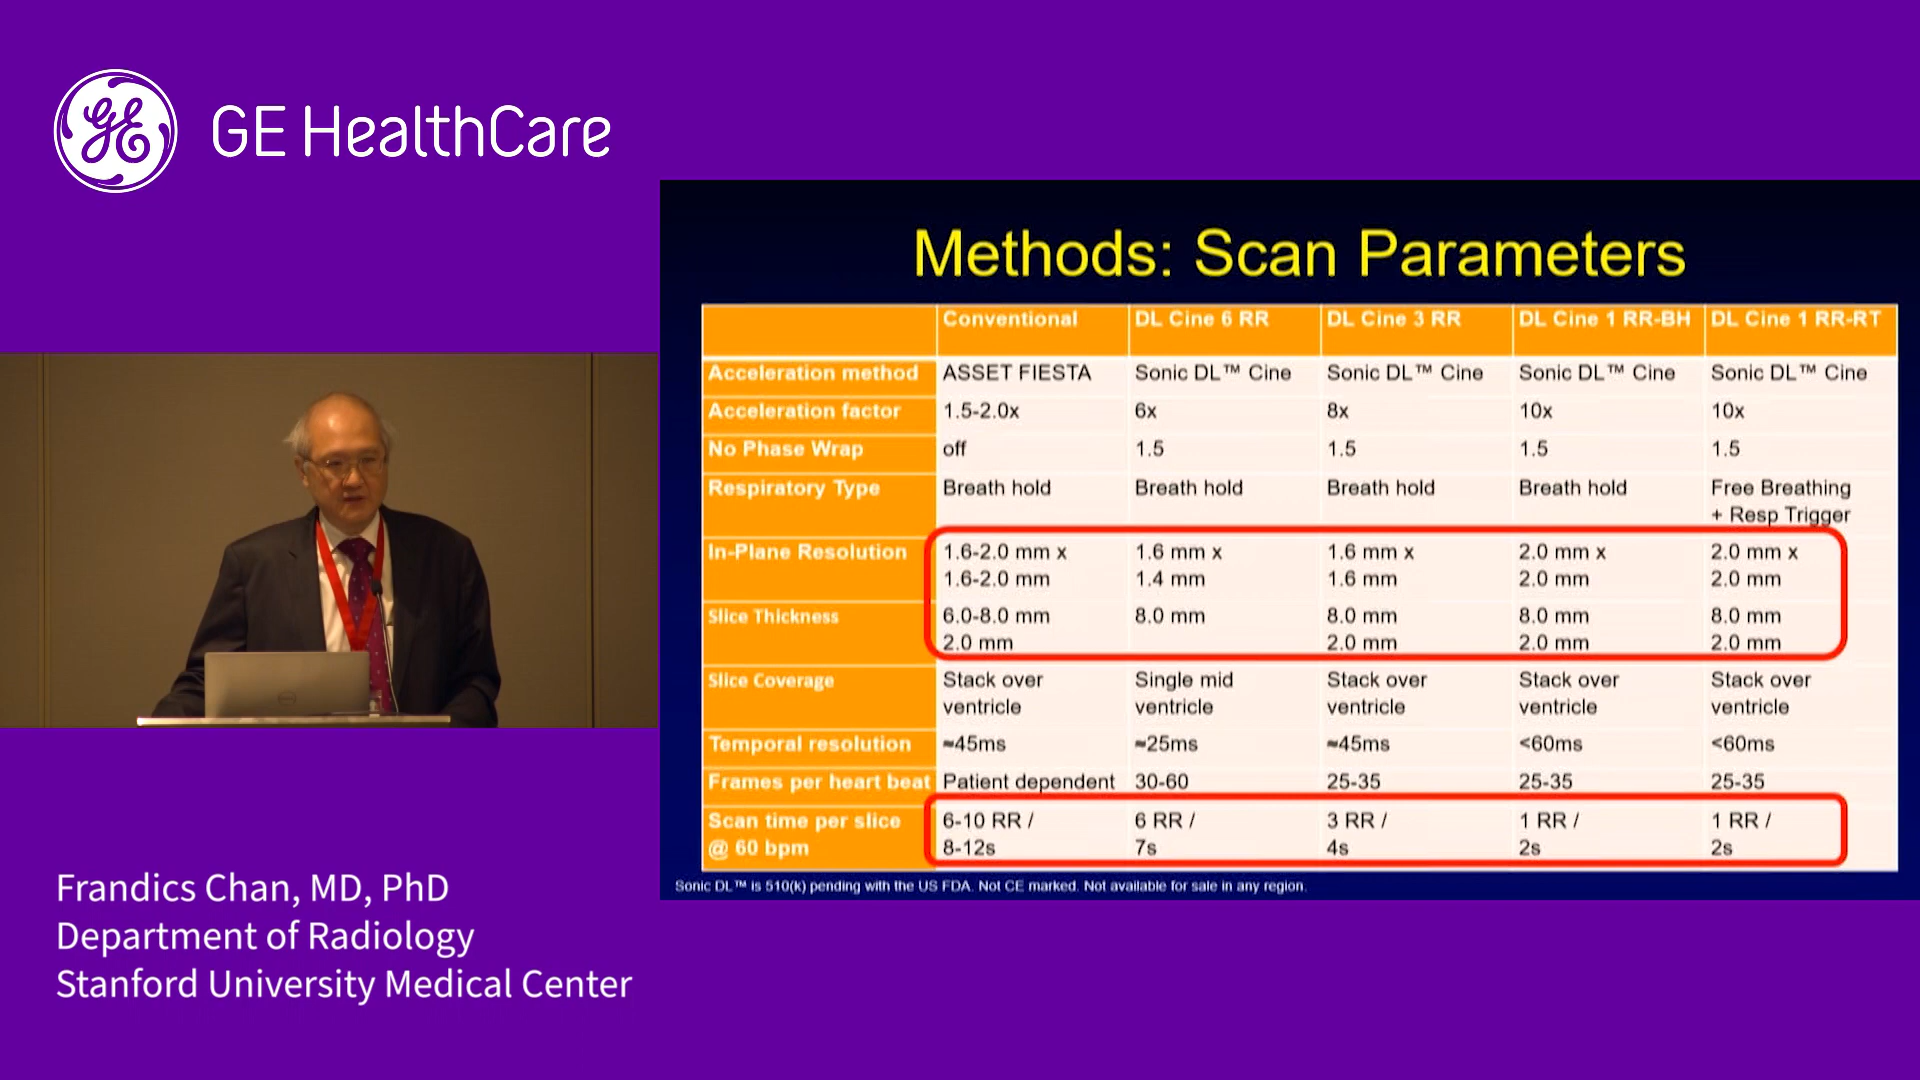 GE HealthCare
Methods: Scan Parameters
Conventional DL Cine 6 RR DL Cine 3 RR DL Cine 1 RR-BH DL Cine 1 RR-RT
Acceleration method ASSET FIESTA Sonic DL™ Cine Sonic DL™ Cine Sonic DL™ Cine Sonic DL™ Cine
Acceleration factor 1.5-2.0x 6x 8x 10x 10x
No Phase Wrap off 1.5 1.5 1.5 1.5
Respiratory Type Breath hold Breath hold Breath hold Breath hold Free Breathing
+ Resp Trigger
In-Plane Resolution 1.6-2.0 mm x 1.6 mm x 1.6 mm x 2.0 mm x 2.0 mm x
1.6-2.0 mm 1.4 mm 1.6 mm 2.0 mm 2.0 mm
Slice Thickness 6.0-8.0 mm 8.0 mm 8.0 mm 8.0 mm 8.0 mm
2.0 mm 2.0 mm 2.0 mm 2.0 mm
Slice Coverage Stack over Single mid Stack over Stack over Stack over
ventricle ventricle ventricle ventricle ventricle
Temporal resolution ≈45ms ≈25ms ≈45ms <60ms <60ms
Frames per heart beat Patient dependent 30-60 25-35 25-35 25-35
Scan time per slice 6-10 RR / 6 RR / 3 RR / 1 RR / 1 RR /
@ 60 bpm 8-12s 7s 4s 2s 2s
Sonic DL™ is 510(k) pending with the US FDA. Not CE marked. Not available for sale in any region.
Frandics Chan, MD, PhD
Department of Radiology
Stanford University Medical Center